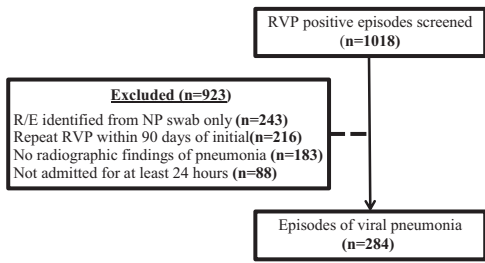 RVP positive episodes screened
(n=1018)
Excluded (n=923)
R/E identified from NP swab only (n=243)
Repeat RVP within 90 days of initial(n=216)
No radiographic findings of pneumonia (n=183)
Not admitted for at least 24 hours (n=88)
Episodes of viral pneumonia
(n=284)